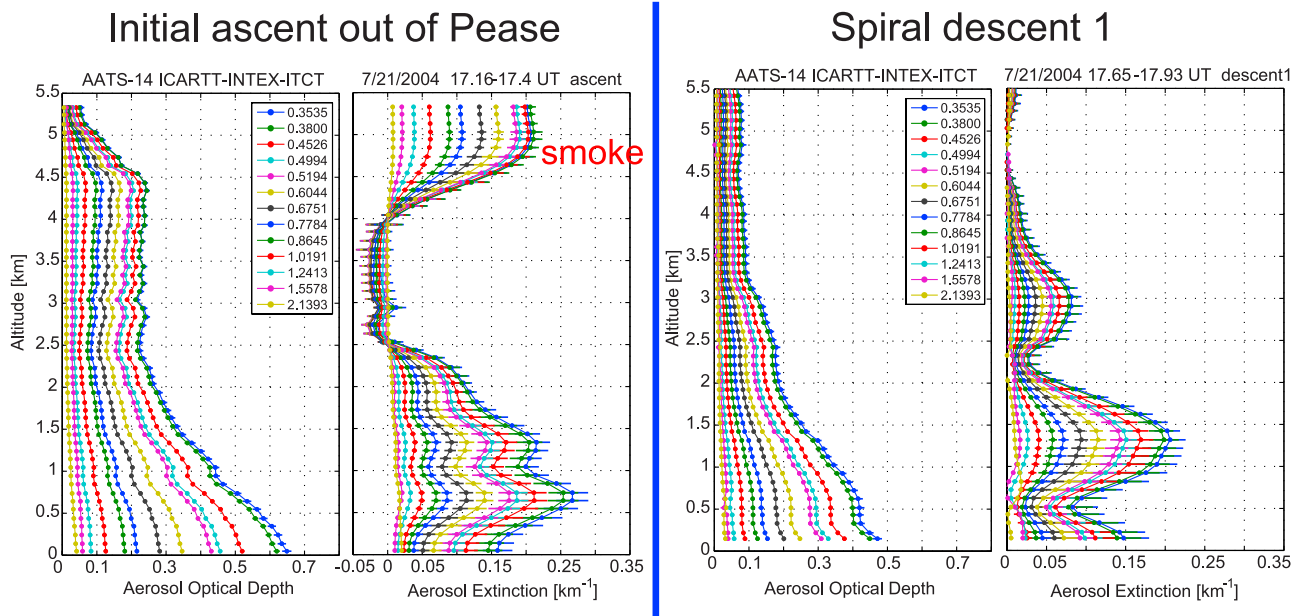 Initial ascent out of Pease
AATS-14 ICARTT-INTEX-ITCT
7/21/2004 17.16-17.4 UT ascent
5.5
5
4.5
4
3.5
3
2.5
2
1.5
1
0.5
0
Altitude [km]
0.3535
0.3800
0.4526
0.4994
0.5194
0.6044
0.6751
0.7784
0.8645
1.0191
1.2413
1.5578
2.1393
smoke
0.1 0.2 0.3 0.4 0.5 0.6 0.7
Aerosol Optical Depth
-0.05 0 0.05 0.15 0.25 0.35
Aerosol Extinction [km-1]
Spiral descent 1
AATS-14 ICARTT-INTEX-ITCT
7/21/2004 17.65-17.93 UT descent1
5.5
5
4.5
4
3.5
3
2.5
2
1.5
1
0.5
0
Altitude [km]
0.3535
0.3800
0.4526
0.4994
0.5194
0.6044
0.6751
0.7784
0.8645
1.0191
1.2413
1.5578
2.1393
0.1 0.3 0.5 0.7
Aerosol Optical Depth
0 0.05 0.15 0.25 0.35
Aerosol Extinction [km-1]